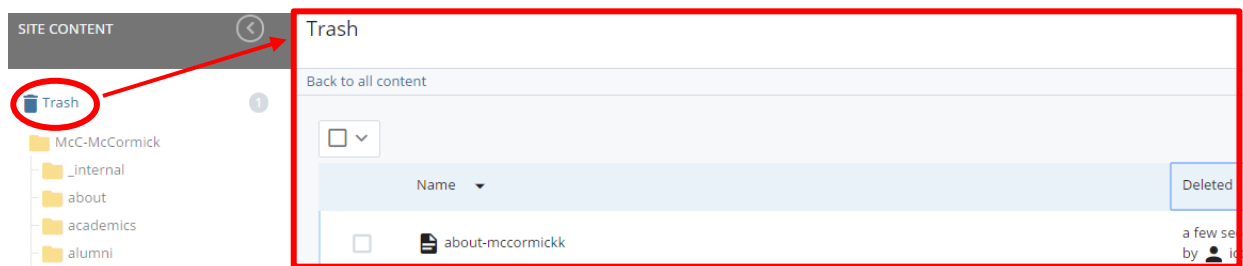 SITE CONTENT
Trash
Trash 1
Back to all content
McC-McCormick
_internal
about
academics
alumni
Name
Deleted
about-mccormickk
a few
by